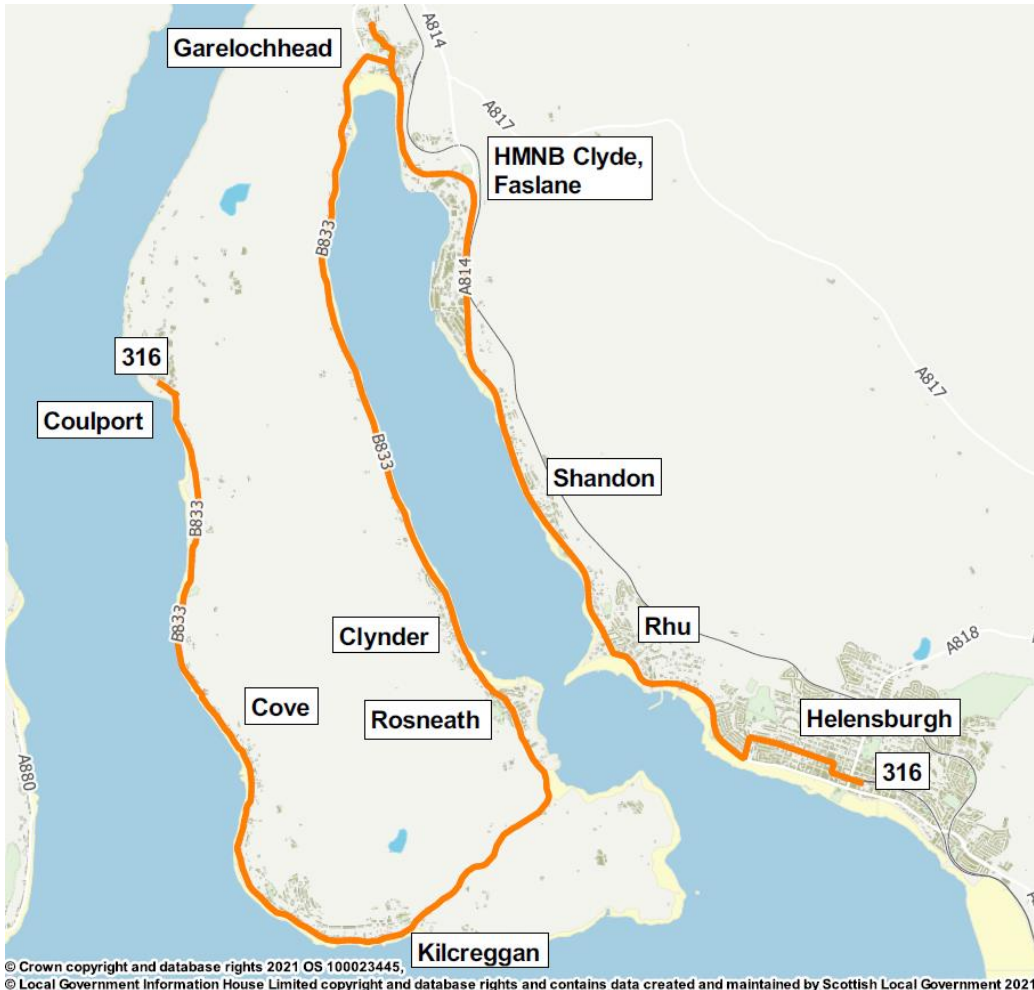 Garelochhead
A814
A817
HMNB Clyde,
Faslane
B833
A814
316
Coulport
A817
B833
Shandon
B833
B833
Clynder
Rhu
A818
Cove
Rosneath
Helensburgh
316
A880
Kilcreggan
© Crown copyright and database rights 2021 OS 100023445,
© Local Government Information House Limited copyright and database rights and contains data created and maintained by Scottish Local Government 2021